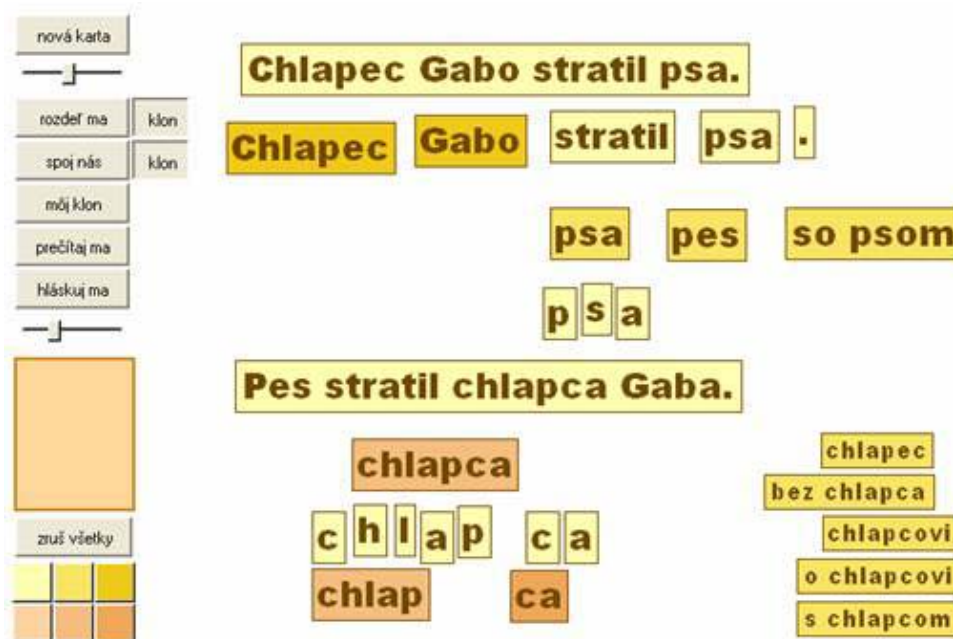 nová karta
rozdeľ ma klon
spoj nás klon
môj klon
prečítaj ma
hláskuj ma
zruš všetky
Chlapec Gabo stratil psa.
Chlapec Gabo stratil psa .
psa pes so psom
p s a
Pes stratil chlapca Gaba.
chlapca
c h l a p c a
chlap ca
chlapec
bez chlapca
chlapcovi
o chlapcovi
s chlapcom